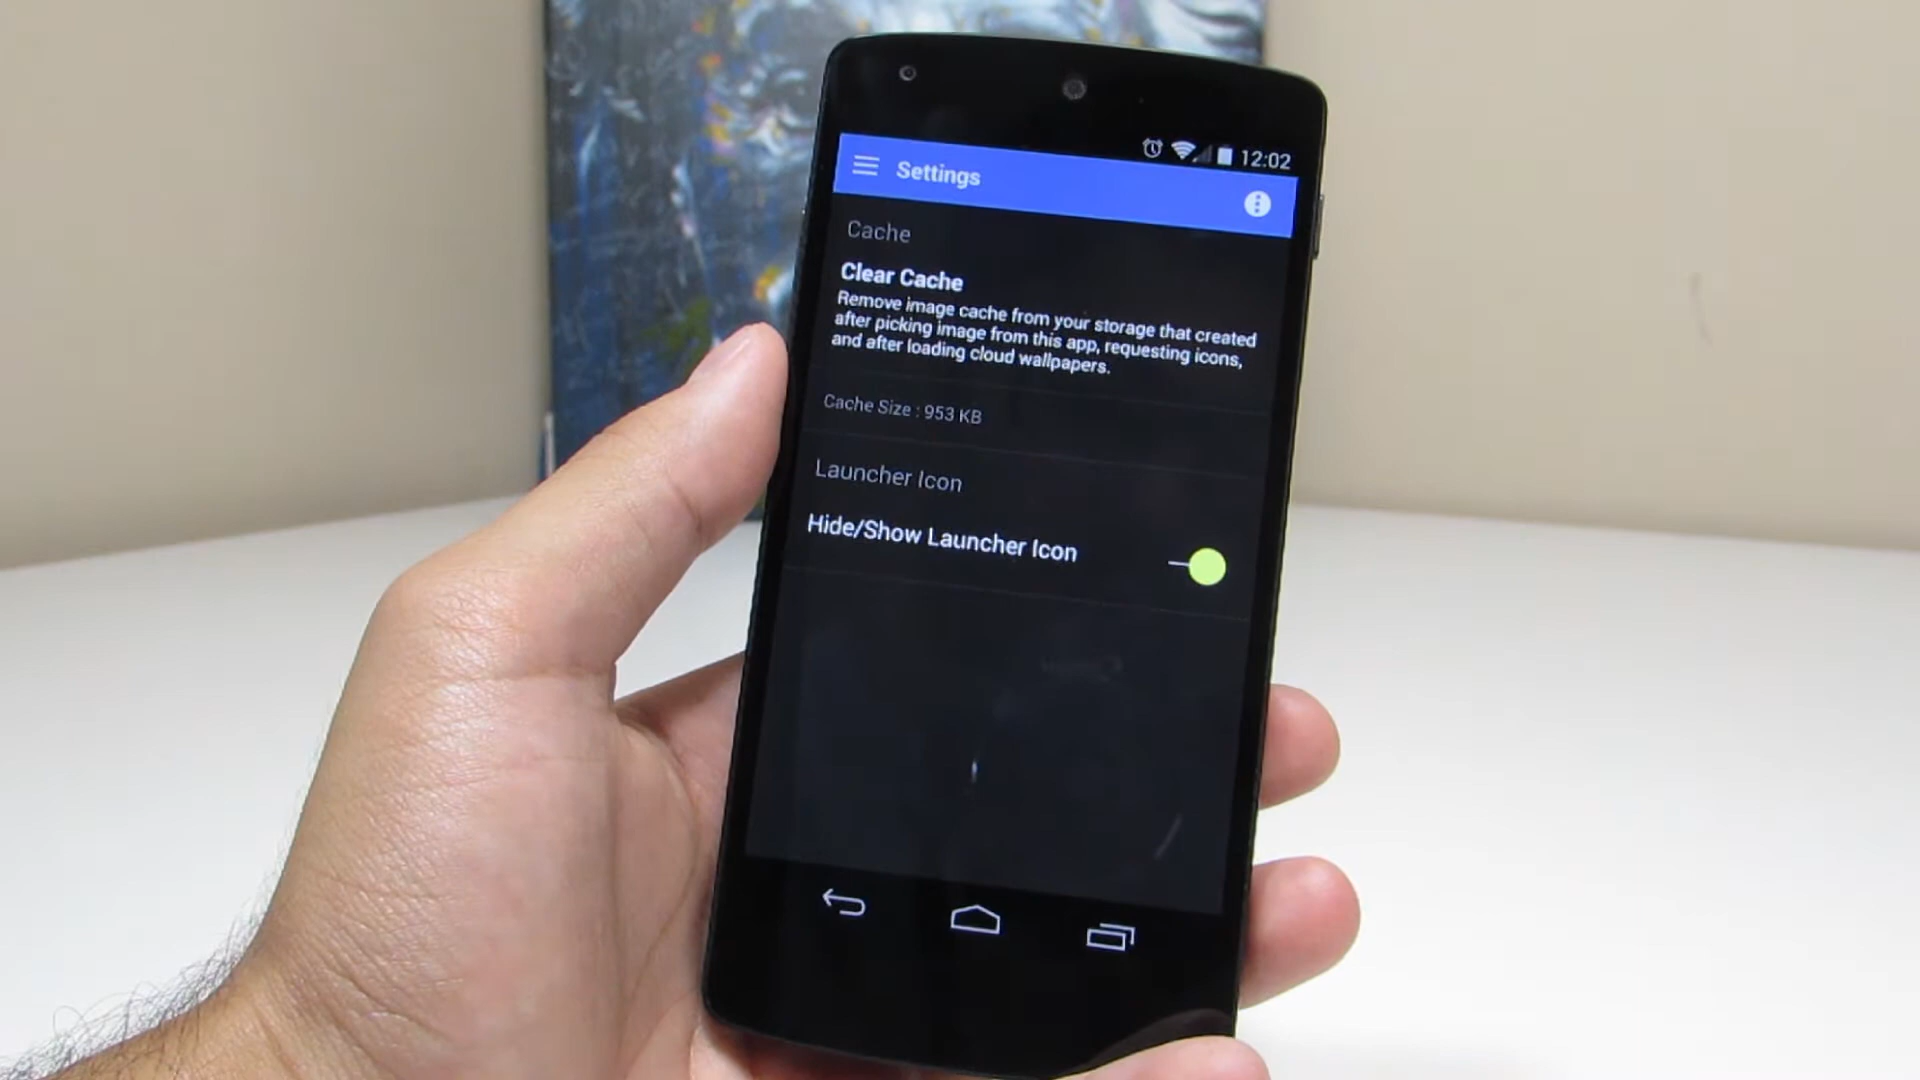 12:02
Settings
Cache
Clear Cache
Remove image cache from your storage that created
after picking image from this app, requesting icons,
and after loading cloud wallpapers.
Cache Size : 953 KB
Launcher Icon
Hide/Show Launcher Icon